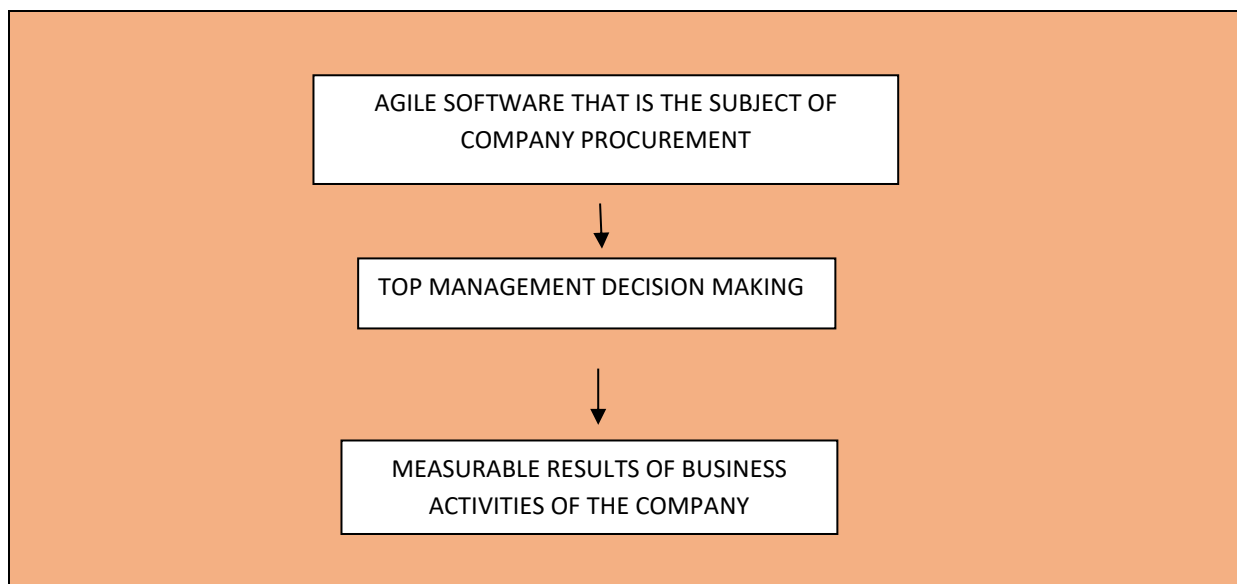 AGILE SOFTWARE THAT IS THE SUBJECT OF
COMPANY PROCUREMENT
TOP MANAGEMENT DECISION MAKING
MEASURABLE RESULTS OF BUSINESS
ACTIVITIES OF THE COMPANY